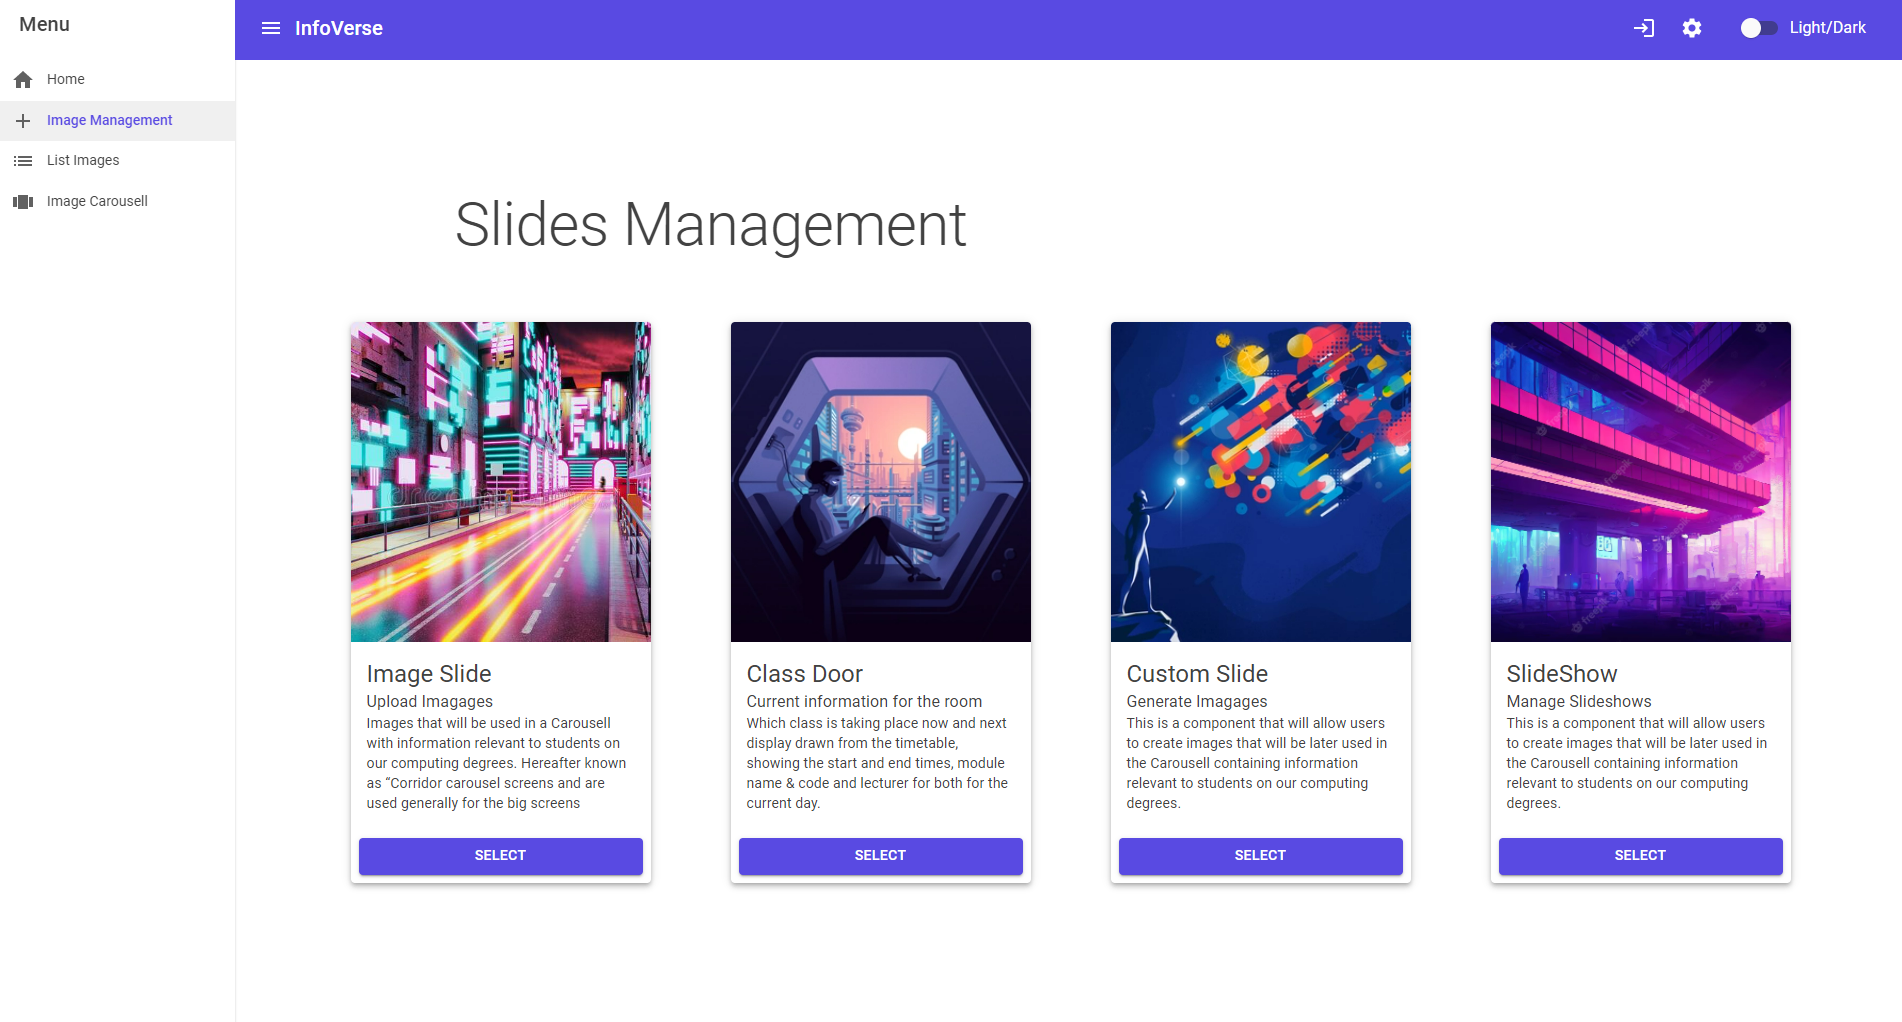 Menu
InfoVerse
Light/Dark
Home
Image Management
List Images
Image Carousell
Slides Management
Image Slide
Upload Imagages
Images that will be used in a Carousell
with information relevant to students on
our computing degrees. Hereafter known
as “Corridor carousel screens and are
used generally for the big screens
SELECT
Class Door
Current information for the room
Which class is taking place now and next
display drawn from the timetable,
showing the start and end times, module
name & code and lecturer for both for the
current day.
SELECT
Custom Slide
Generate Imagages
This is a component that will allow users
to create images that will be later used in
the Carousell containing information
relevant to students on our computing
degrees.
SELECT
freepik
SlideShow
Manage Slideshows
This is a component that will allow users
to create images that will be later used in
the Carousell containing information
relevant to students on our computing
degrees.
SELECT